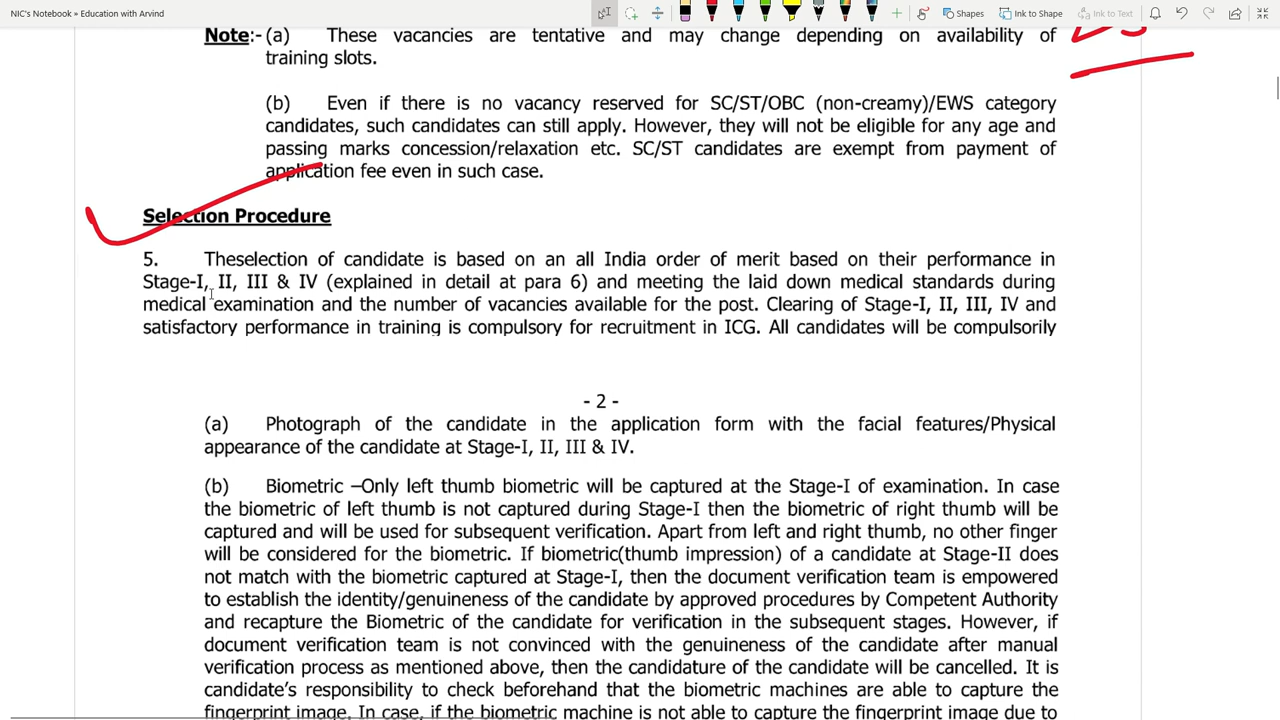 NIC's Notebook » Education with Arvind
Shapes
Ink to Shape
Ink to Text
Note:- (a) These vacancies are tentative and may change depending on availability of
training slots.
(b) Even if there is no vacancy reserved for SC/ST/OBC (non-creamy)/EWS category
candidates, such candidates can still apply. However, they will not be eligible for any age and
passing marks concession/relaxation etc. SC/ST candidates are exempt from payment of
application fee even in such case.
Selection Procedure
5. Theselection of candidate is based on an all India order of merit based on their performance in
Stage-I, II, III & IV (explained in detail at para 6) and meeting the laid down medical standards during
medical examination and the number of vacancies available for the post. Clearing of Stage-I, II, III, IV and
satisfactory performance in training is compulsory for recruitment in ICG. All candidates will be compulsorily
- 2 -
(a) Photograph of the candidate in the application form with the facial features/Physical
appearance of the candidate at Stage-I, II, III & IV.
(b) Biometric –Only left thumb biometric will be captured at the Stage-I of examination. In case
the biometric of left thumb is not captured during Stage-I then the biometric of right thumb will be
captured and will be used for subsequent verification. Apart from left and right thumb, no other finger
will be considered for the biometric. If biometric(thumb impression) of a candidate at Stage-II does
not match with the biometric captured at Stage-I, then the document verification team is empowered
to establish the identity/genuineness of the candidate by approved procedures by Competent Authority
and recapture the Biometric of the candidate for verification in the subsequent stages. However, if
document verification team is not convinced with the genuineness of the candidate after manual
verification process as mentioned above, then the candidature of the candidate will be cancelled. It is
candidate's responsibility to check beforehand that the biometric machines are able to capture the
fingerprint image. In case, if the biometric machine is not able to capture the fingerprint image due to